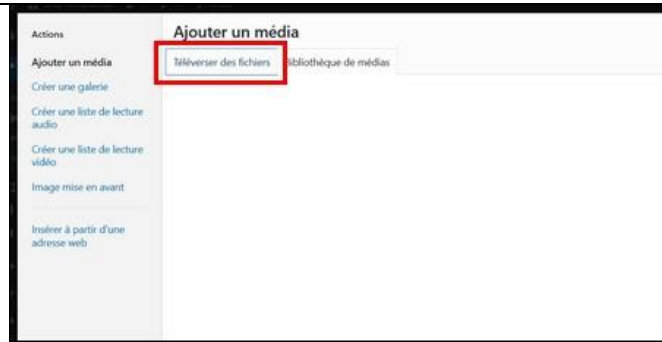 Actions
Ajouter un média
Créer une galerie
Créer une liste de lecture
audio
Créer une liste de lecture
vidéo
Image mise en avant
Insérer à partir d'une
adresse web
Ajouter un média
Téléverser des fichiers
Bibliothèque de médias